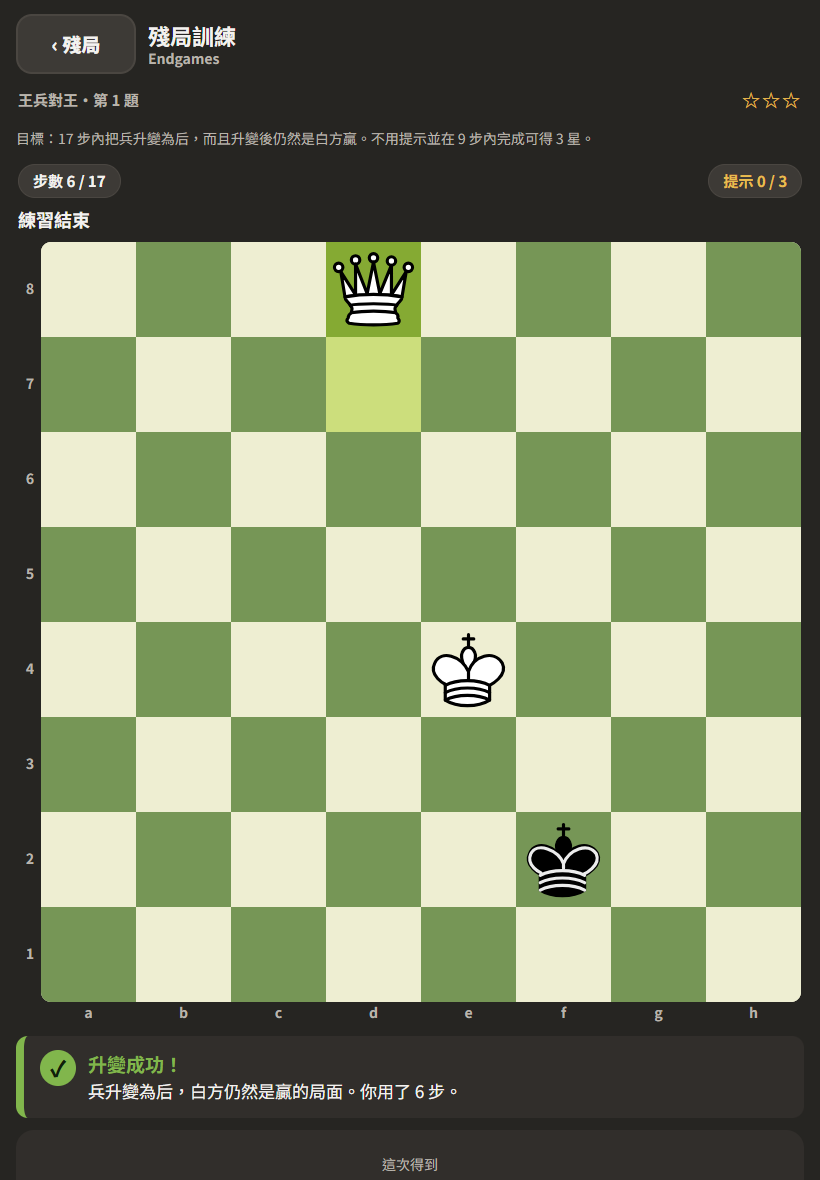 ‹ 殘局
殘局訓練
Endgames
王兵對王・第 1 題
☆☆☆
目標：17 步內把兵升變為后，而且升變後仍然是白方贏。不用提示並在 9 步內完成可得 3 星。
步數 6 / 17
提示 0 / 3
練習結束
8
7
6
5
4
3
2
1
a b c d e f g h
升變成功！
兵升變為后，白方仍然是贏的局面。你用了 6 步。
這次得到